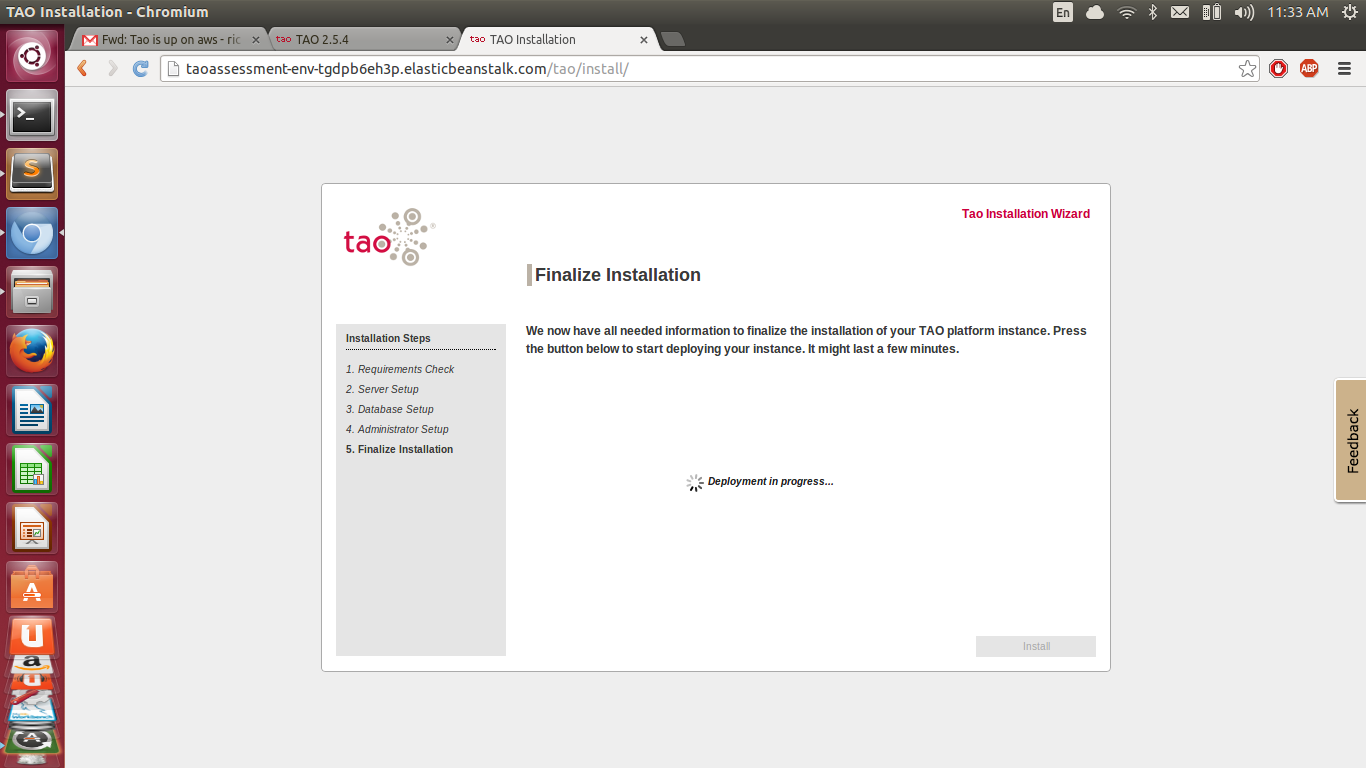 TAO Installation - Chromium
En
11:33 AM
Fwd: Tao is up on aws - ric
tao TAO 2.5.4
tao TAO Installation
taoassessment-env-tgdpb6eh3p.elasticbeanstalk.com/tao/install/
ABP
tao
Tao Installation Wizard
Finalize Installation
Installation Steps
1. Requirements Check
2. Server Setup
3. Database Setup
4. Administrator Setup
5. Finalize Installation
We now have all needed information to finalize the installation of your TAO platform instance. Press
the button below to start deploying your instance. It might last a few minutes.
Deployment in progress...
Install
Feedback